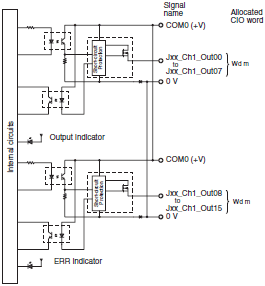 Signal
name
Allocated
CIO word
COM0 (+V)
Short-circuit
Protection
Jxx_Ch1_Out00
to
Jxx_Ch1_Out07
Wd m
0 V
Output indicator
Internal circuits
COM0 (+V)
Short-circuit
Protection
Jxx_Ch1_Out08
to
Jxx_Ch1_Out15
Wd m
0 V
ERR indicator